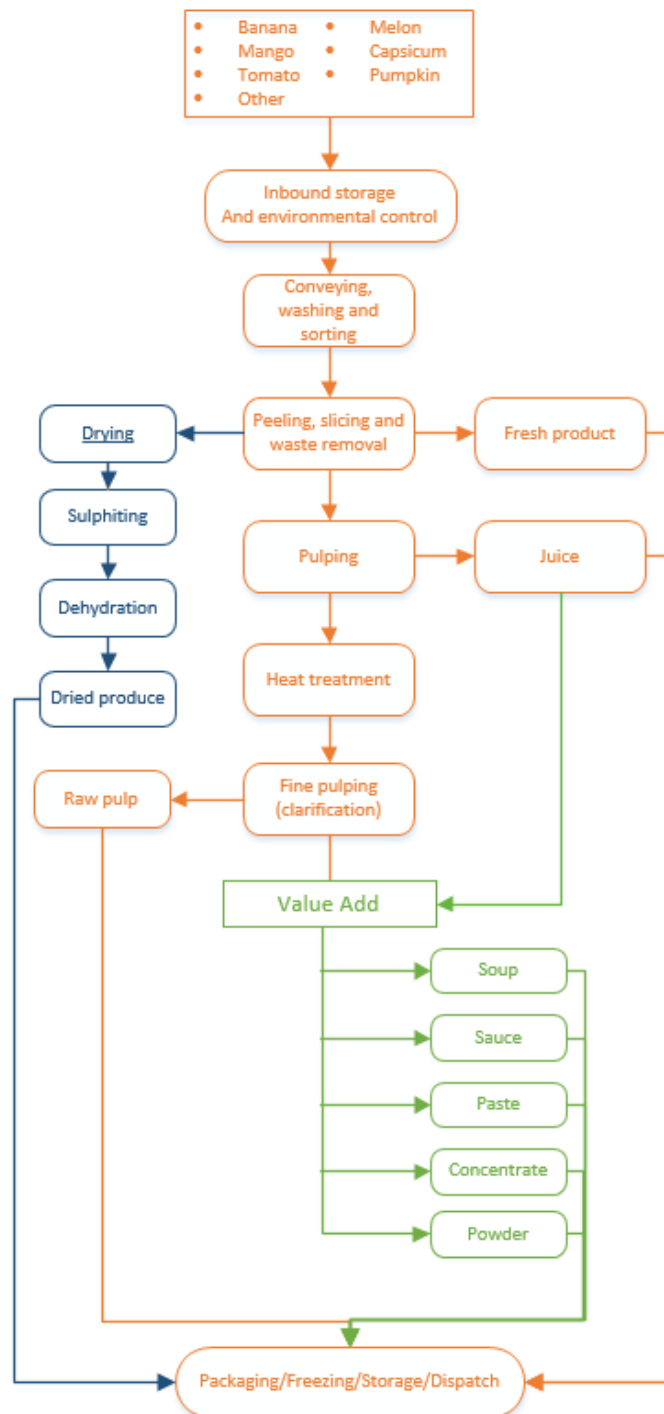 Banana
Melon
Mango
Capsicum
Tomato
Pumpkin
Other
Inbound storage
And environmental control
Conveying,
washing and
sorting
Drying
Peeling, slicing and
waste removal
Fresh product
Sulphiting
Pulping
Juice
Dehydration
Heat treatment
Dried produce
Raw pulp
Fine pulping
(clarification)
Value Add
Soup
Sauce
Paste
Concentrate
Powder
Packaging/Freezing/Storage/Dispatch